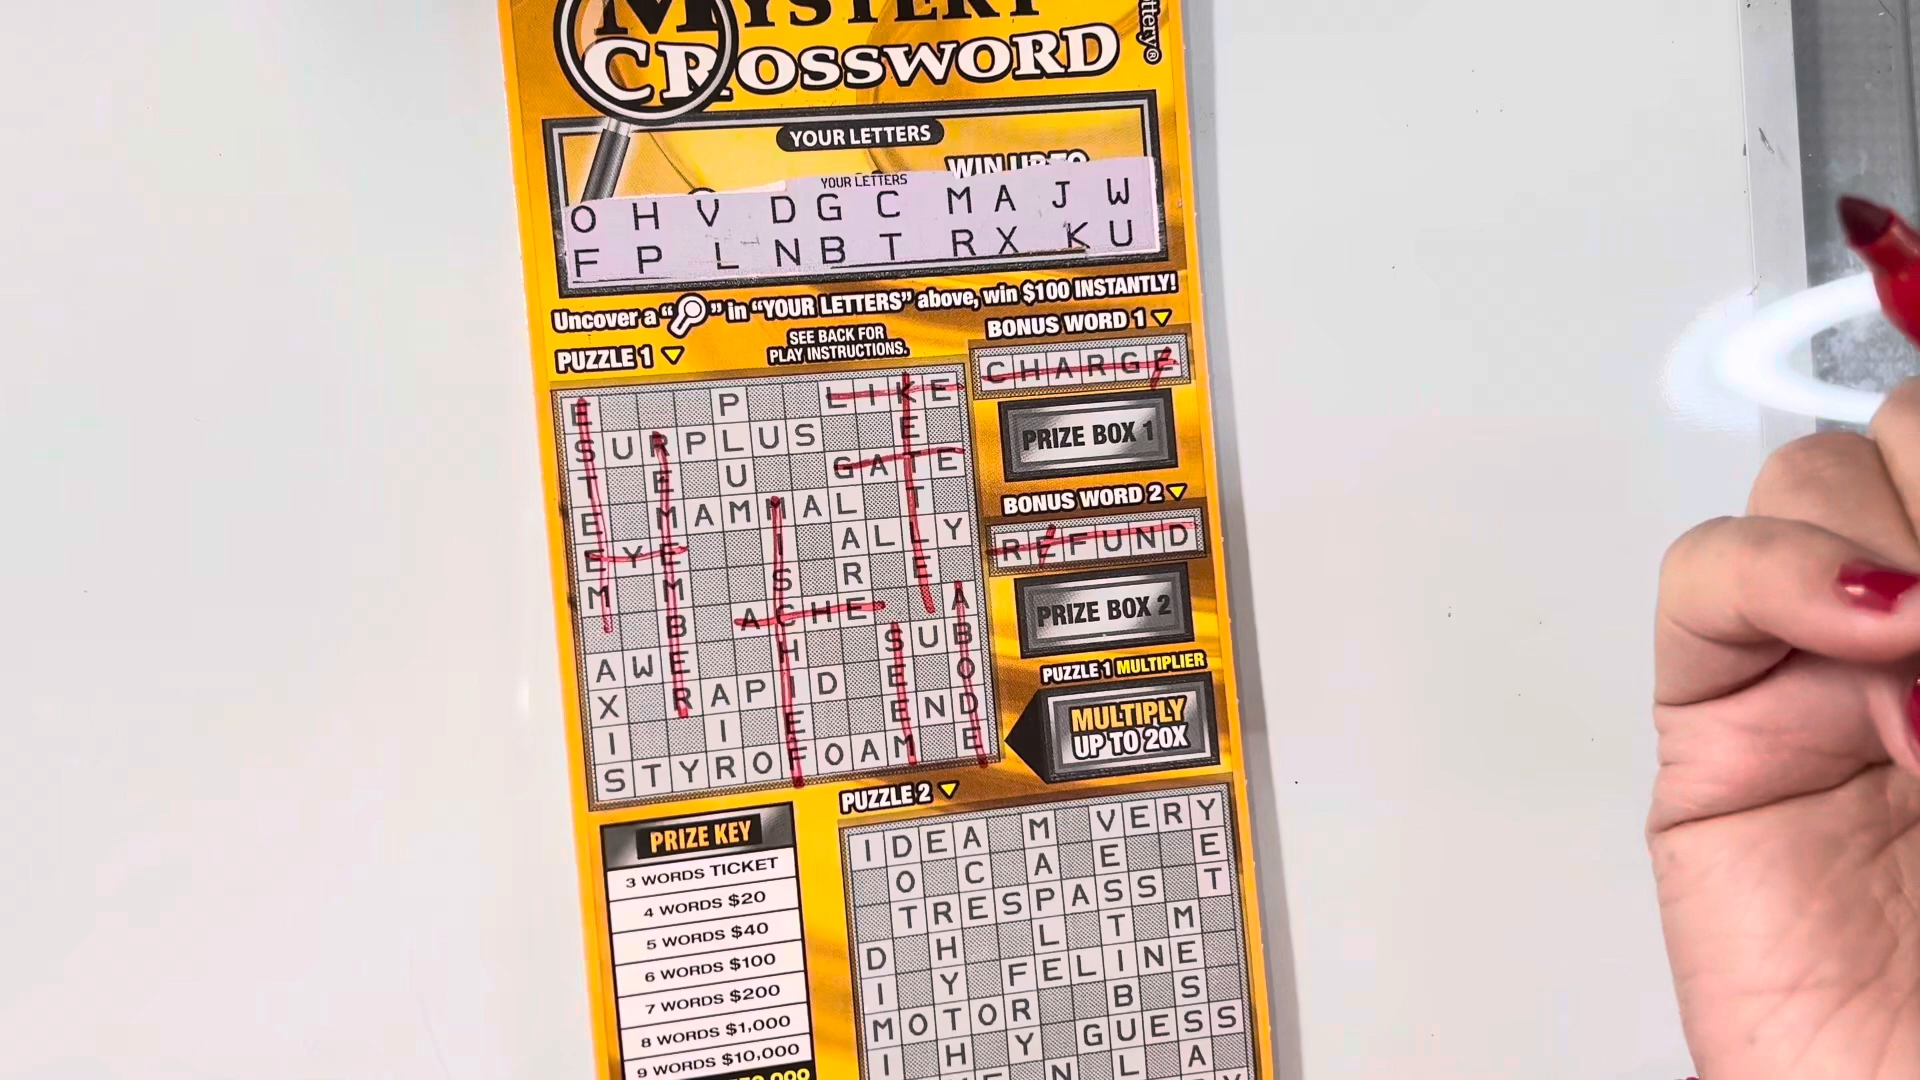 MYSTERY
CROSSWORD
YOUR LETTERS
WIN UP TO
YOUR LETTERS
O H V D G C M A J W
F P L N B T R X K U
Uncover a “ ” in “YOUR LETTERS” above, win $100 INSTANTLY!
PUZZLE 1
SEE BACK FOR
PLAY INSTRUCTIONS.
E P L I K E
S U R P L U S E
T E U G A T E
E M A M M A L L T
E Y E I A L L Y
M M S R E
B A C H E A
H S U B
A W E E O
X R A P I D E N D
I I E E
S T Y R O F O A M
BONUS WORD 1
CHARGE
PRIZE BOX 1
BONUS WORD 2
REFUND
PRIZE BOX 2
PUZZLE 1 MULTIPLIER
MULTIPLY
UP TO 20X
PRIZE KEY
3 WORDS TICKET
4 WORDS $20
5 WORDS $40
6 WORDS $100
7 WORDS $200
8 WORDS $1,000
9 WORDS $10,000
PUZZLE 2
I D E A M V E R Y
O C A E E
T R E S P A S S T
D H L T M
I Y F E L I N E
M O T O R B S
I H Y G U E S S
N L A